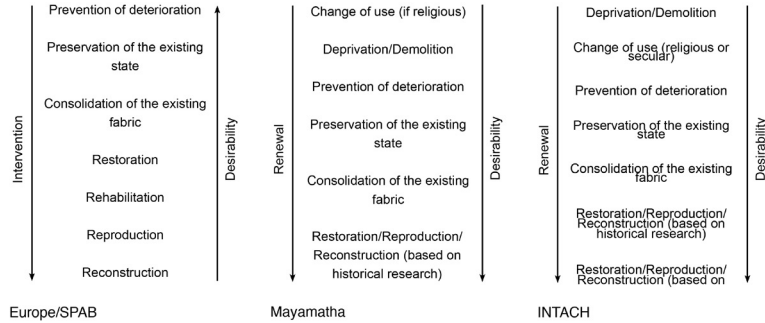 Prevention of deterioration
Preservation of the existing
state
Consolidation of the existing
fabric
Restoration
Rehabilitation
Reproduction
Reconstruction
Intervention
Desirability
Europe/SPAB
Change of use (if religious)
Deprivation/Demolition
Prevention of deterioration
Preservation of the existing
state
Consolidation of the existing
fabric
Restoration/Reproduction/
Reconstruction (based on
historical research)
Renewal
Desirability
Mayamatha
Deprivation/Demolition
Change of use (religious or
secular)
Prevention of deterioration
Preservation of the existing
state
Consolidation of the existing
fabric
Restoration/Reproduction/
Reconstruction (based on
historical research)
Restoration/Reproduction/
Reconstruction (based on
Renewal
Desirability
INTACH